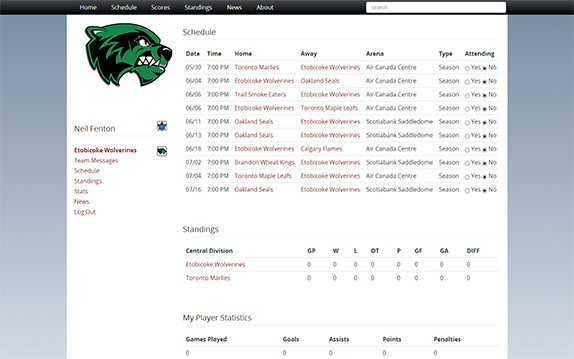 Home Schedule Scores Standings News About search
Neil Fenton
Etobicoke Wolverines
Team Messages
Schedule
Standings
Stats
News
Log Out
Schedule
Date Time Home Away Arena Type Attending
05/30 7:00 PM Toronto Marlies Etobicoke Wolverines Air Canada Centre Season Yes No
06/04 7:00 PM Etobicoke Wolverines Oakland Seals Air Canada Centre Season Yes No
06/06 7:00 PM Trail Smoke Eaters Etobicoke Wolverines Air Canada Centre Season Yes No
06/06 7:00 PM Etobicoke Wolverines Toronto Maple Leafs Air Canada Centre Season Yes No
06/11 7:00 PM Oakland Seals Etobicoke Wolverines Scotiabank Saddledome Season Yes No
06/13 7:00 PM Oakland Seals Etobicoke Wolverines Scotiabank Saddledome Season Yes No
06/18 7:00 PM Etobicoke Wolverines Calgary Flames Air Canada Centre Season Yes No
07/02 7:00 PM Brandon Wheat Kings Etobicoke Wolverines Air Canada Centre Season Yes No
07/04 7:00 PM Toronto Maple Leafs Etobicoke Wolverines Air Canada Centre Season Yes No
07/16 7:00 PM Oakland Seals Etobicoke Wolverines Scotiabank Saddledome Season Yes No
Standings
Central Division GP W L OT P GF GA DIFF
Etobicoke Wolverines 0 0 0 0 0 0 0 0
Toronto Marlies 0 0 0 0 0 0 0 0
My Player Statistics
Games Played Goals Assists Points Penalties
0 0 0 0 0